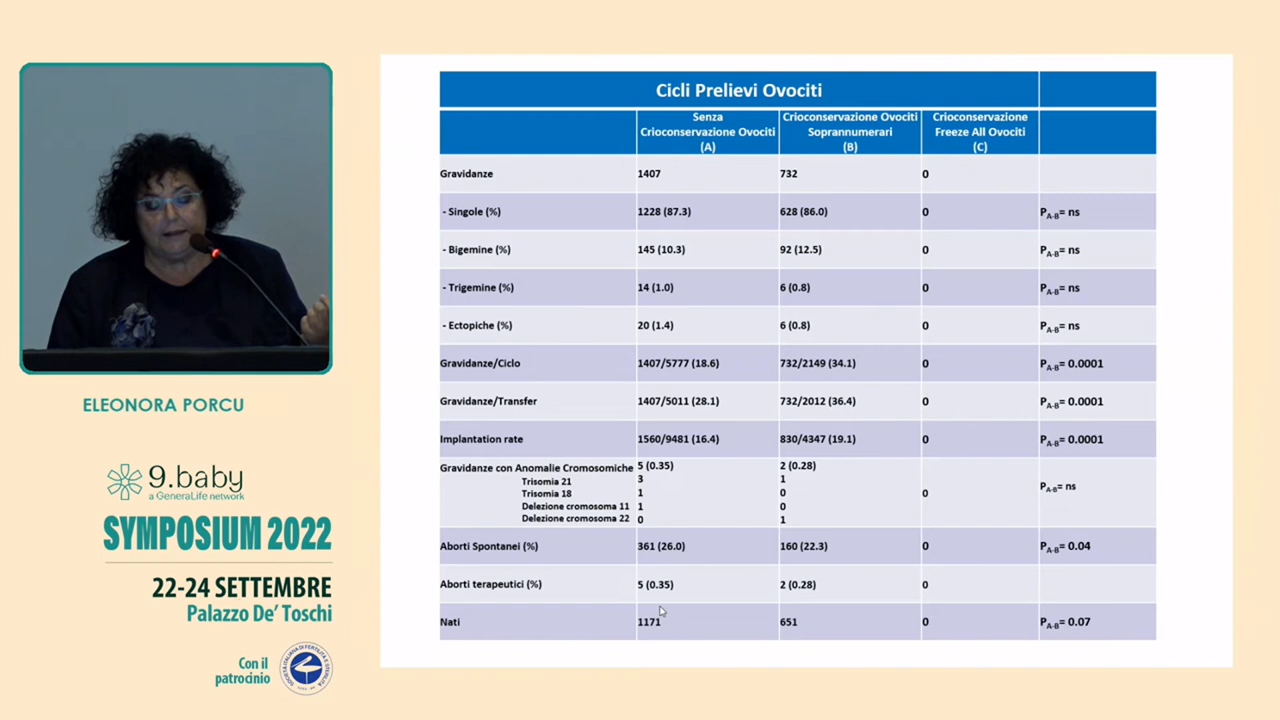 ELEONORA PORCU
9.baby
a GeneraLife network
SYMPOSIUM 2022
22-24 SETTEMBRE
Palazzo De' Toschi
Con il
patrocinio
Cicli Prelievi Ovociti
Senza
Crioconservazione Ovociti
(A)
Crioconservazione Ovociti
Soprannumerari
(B)
Crioconservazione
Freeze All Ovociti
(C)
Gravidanze 1407 732 0
- Singole (%) 1228 (87.3) 628 (86.0) 0 PA-B= ns
- Bigemine (%) 145 (10.3) 92 (12.5) 0 PA-B= ns
- Trigemine (%) 14 (1.0) 6 (0.8) 0 PA-B= ns
- Ectopiche (%) 20 (1.4) 6 (0.8) 0 PA-B= ns
Gravidanze/Ciclo 1407/5777 (18.6) 732/2149 (34.1) 0 PA-B= 0.0001
Gravidanze/Transfer 1407/5011 (28.1) 732/2012 (36.4) 0 PA-B= 0.0001
Implantation rate 1560/9481 (16.4) 830/4347 (19.1) 0 PA-B= 0.0001
Gravidanze con Anomalie Cromosomiche 5 (0.35) 2 (0.28) 0 PA-B= ns
Trisomia 21 3 1
Trisomia 18 1 0
Delezione cromosoma 11 1 0
Delezione cromosoma 22 0 1
Aborti Spontanei (%) 361 (26.0) 160 (22.3) 0 PA-B= 0.04
Aborti terapeutici (%) 5 (0.35) 2 (0.28) 0
Nati 1171 651 0 PA-B= 0.07